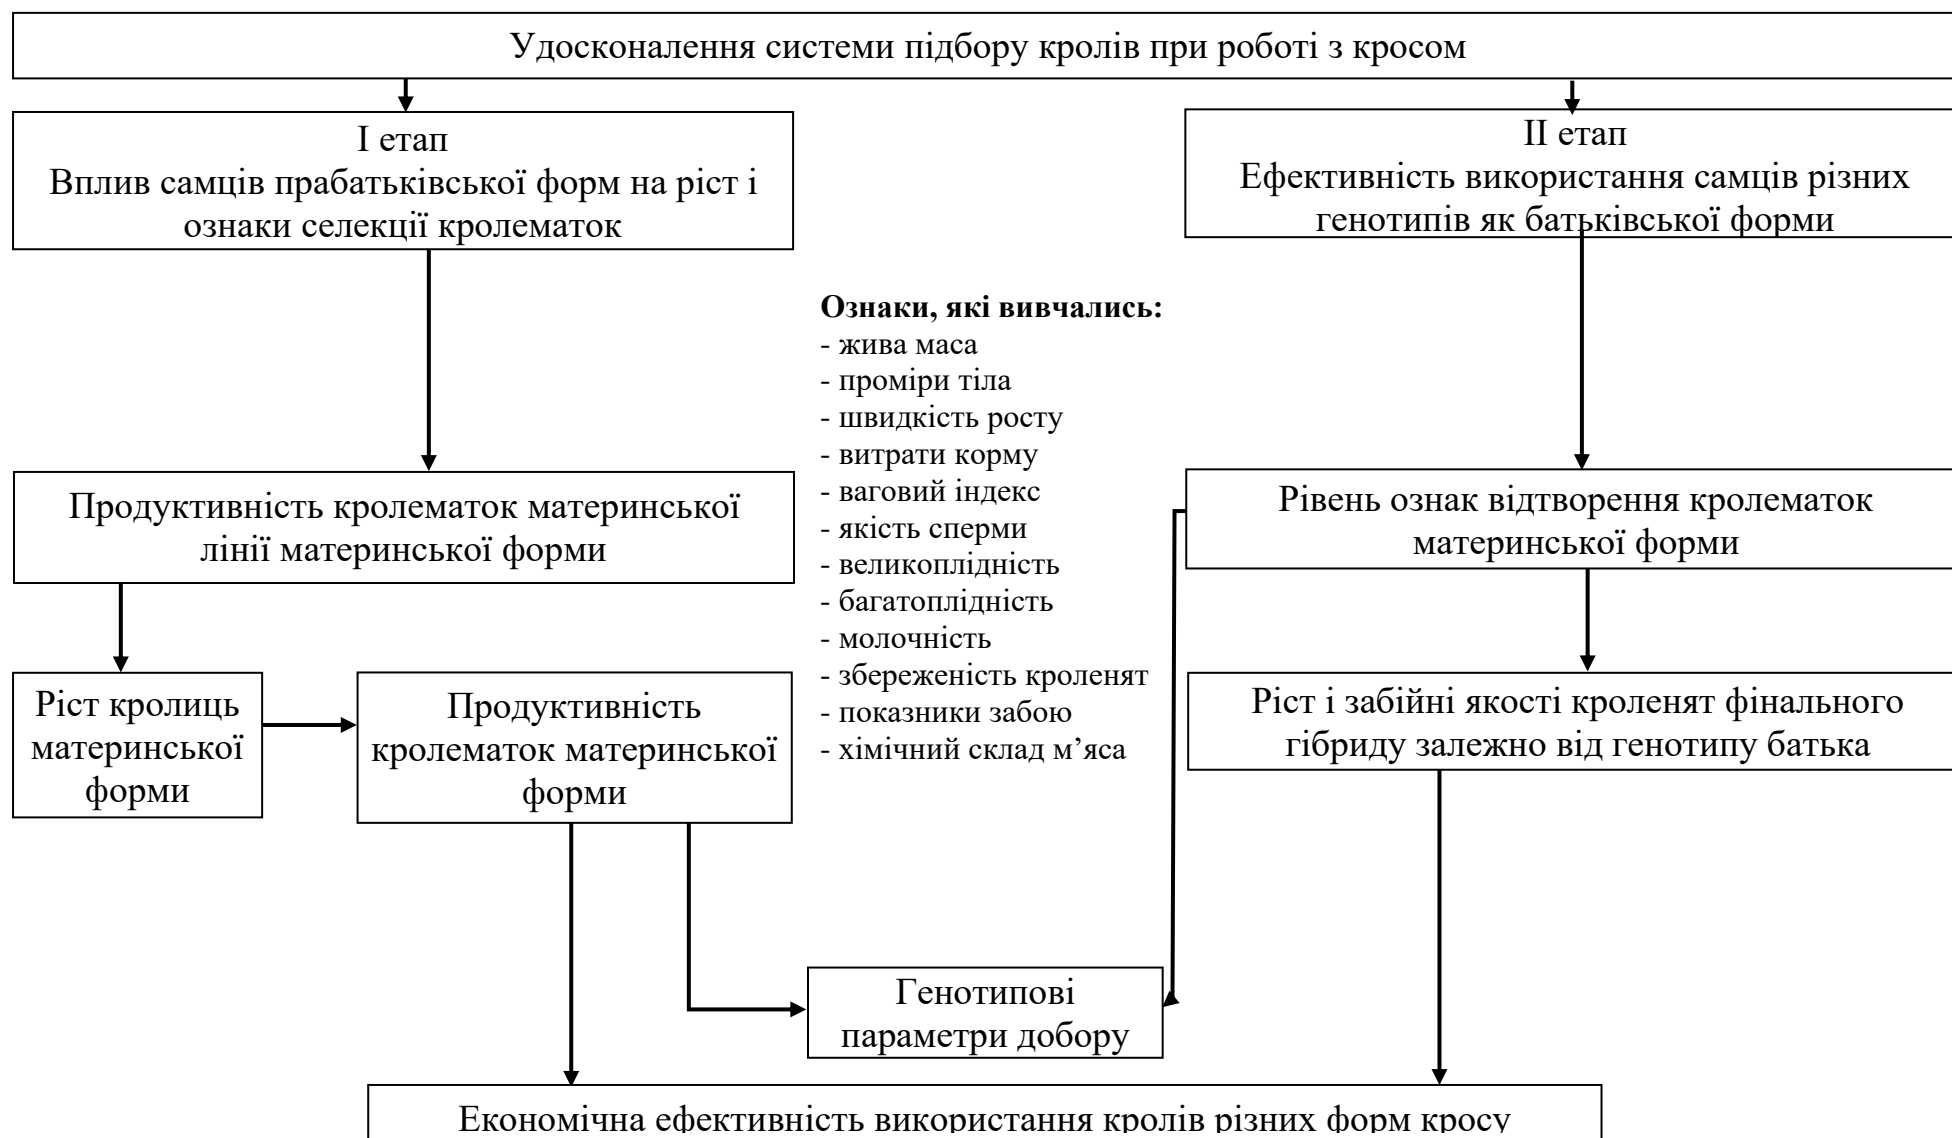 Удосконалення системи підбору кролів при роботі з кросом
І етап
Вплив самців прабатьківської форм на ріст і
ознаки селекції кролематок
ІІ етап
Ефективність використання самців різних
генотипів як батьківської форми
Ознаки, які вивчались:
- жива маса
- проміри тіла
- швидкість росту
- витрати корму
- ваговий індекс
- якість сперми
- великоплідність
- багатоплідність
- молочність
- збереженість кроленят
- показники забою
- хімічний склад м’яса
Продуктивність кролематок материнської
лінії материнської форми
Рівень ознак відтворення кролематок
материнської форми
Ріст кролиць
материнської
форми
Продуктивність
кролематок материнської
форми
Ріст і забійні якості кроленят фінального
гібриду залежно від генотипу батька
Генотипові
параметри добору
Економічна ефективність використання кролів різних форм кросу